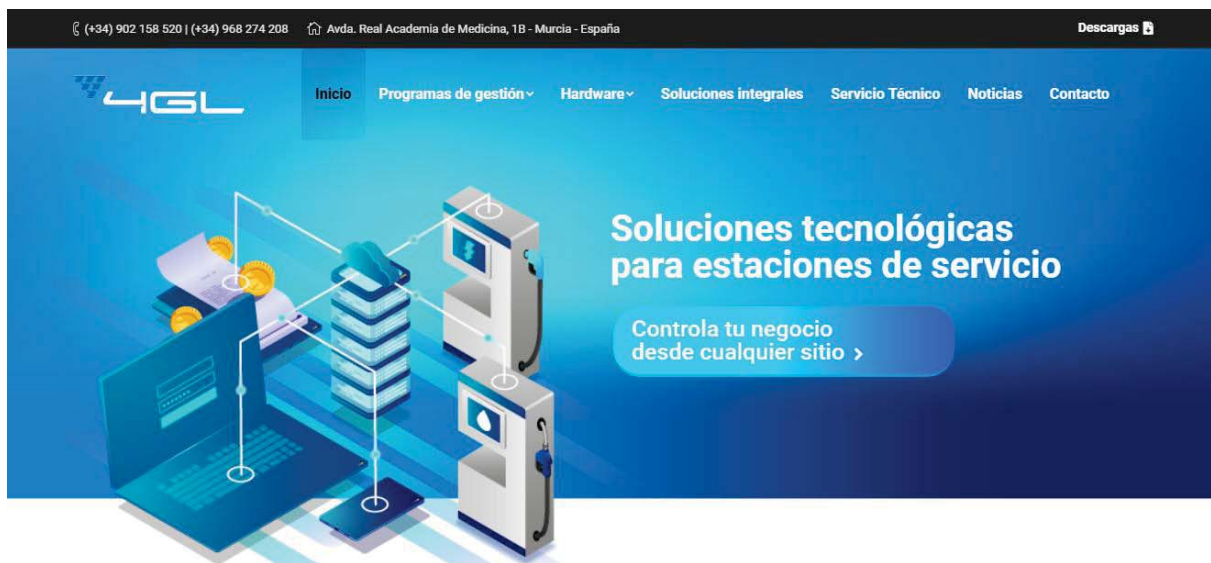 (+34) 902 158 520 | (+34) 968 274 208 Avda. Real Academia de Medicina, 1B - Murcia - España Descargas
4GL Inicio Programas de gestión Hardware Soluciones integrales Servicio Técnico Noticias Contacto
Soluciones tecnológicas
para estaciones de servicio
Controla tu negocio
desde cualquier sitio >